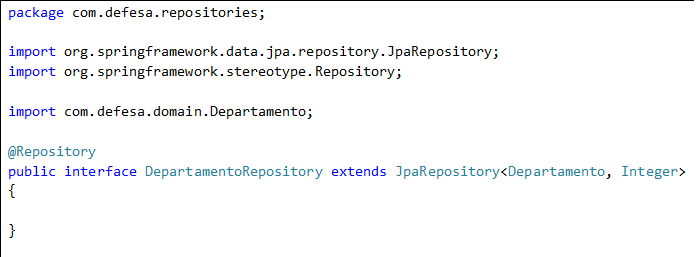 package com.defesa.repositories;
import org.springframework.data.jpa.repository.JpaRepository;
import org.springframework.stereotype.Repository;
import com.defesa.domain.Departamento;
@Repository
public interface DepartamentoRepository extends JpaRepository<Departamento, Integer>
{
}